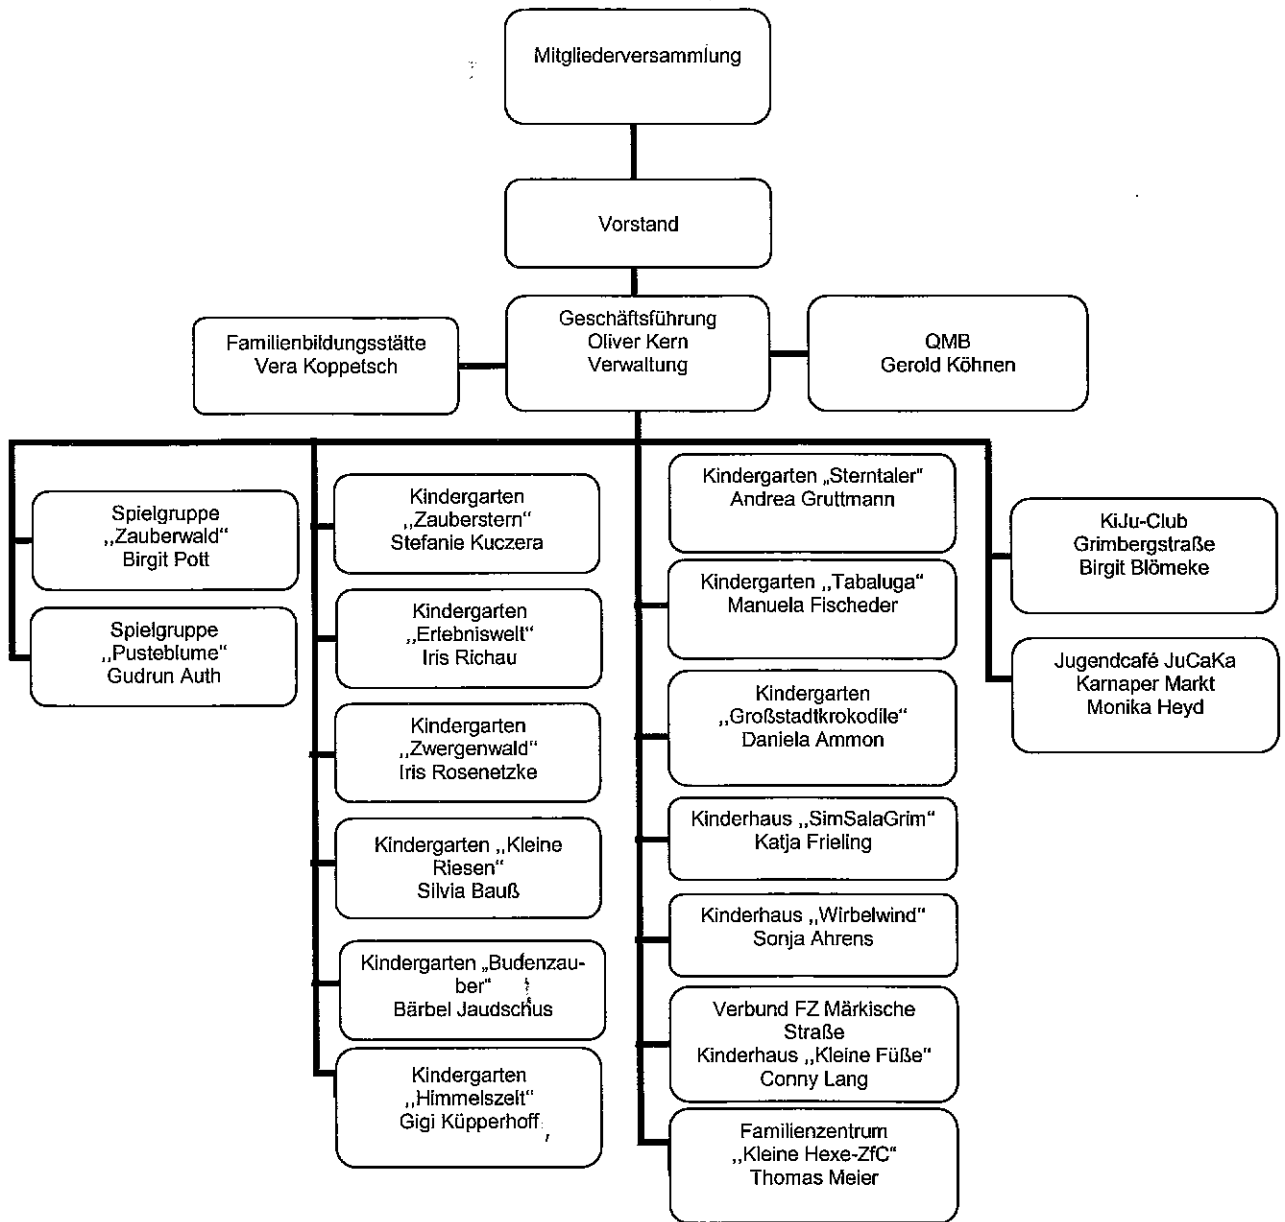 Mitgliederversammlung
Vorstand
Geschäftsführung
Oliver Kern
Verwaltung
Familienbildungsstätte
Vera Koppetsch
QMB
Gerold Köhnen
Spielgruppe
„Zauberwald“
Birgit Pott
Spielgruppe
„Pusteblume“
Gudrun Auth
Kindergarten
„Zauberstern“
Stefanie Kuczera
Kindergarten
„Erlebniswelt“
Iris Richau
Kindergarten
„Zwergenwald“
Iris Rosenetzke
Kindergarten „Kleine
Riesen“
Silvia Bauß
Kindergarten „Budenzau-
ber“
Bärbel Jaudschus
Kindergarten
„Himmelszelt“
Gigi Küpperhoff
Kindergarten „Sterntaler“
Andrea Gruttmann
Kindergarten „Tabaluga“
Manuela Fischeder
Kindergarten
„Großstadtkrokodile“
Daniela Ammon
Kinderhaus „SimSalaGrim“
Katja Frieling
Kinderhaus „Wirbelwind“
Sonja Ahrens
Verbund FZ Märkische
Straße
Kinderhaus „Kleine Füße“
Conny Lang
Familienzentrum
„Kleine Hexe-ZfC“
Thomas Meier
KiJu-Club
Grimbergstraße
Birgit Blömeke
Jugendcafé JuCaKa
Karnaper Markt
Monika Heyd